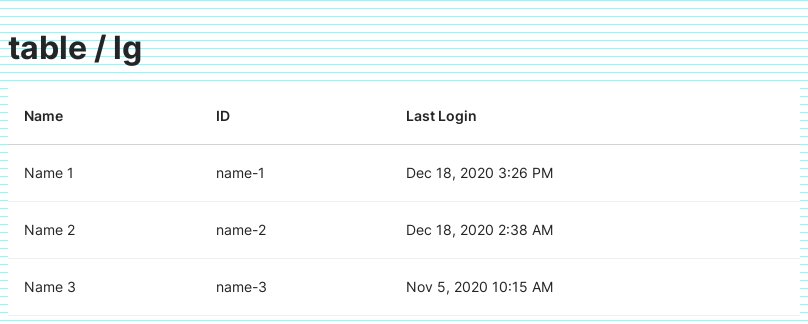 table / lg
Name ID Last Login
Name 1 name-1 Dec 18, 2020 3:26 PM
Name 2 name-2 Dec 18, 2020 2:38 AM
Name 3 name-3 Nov 5, 2020 10:15 AM